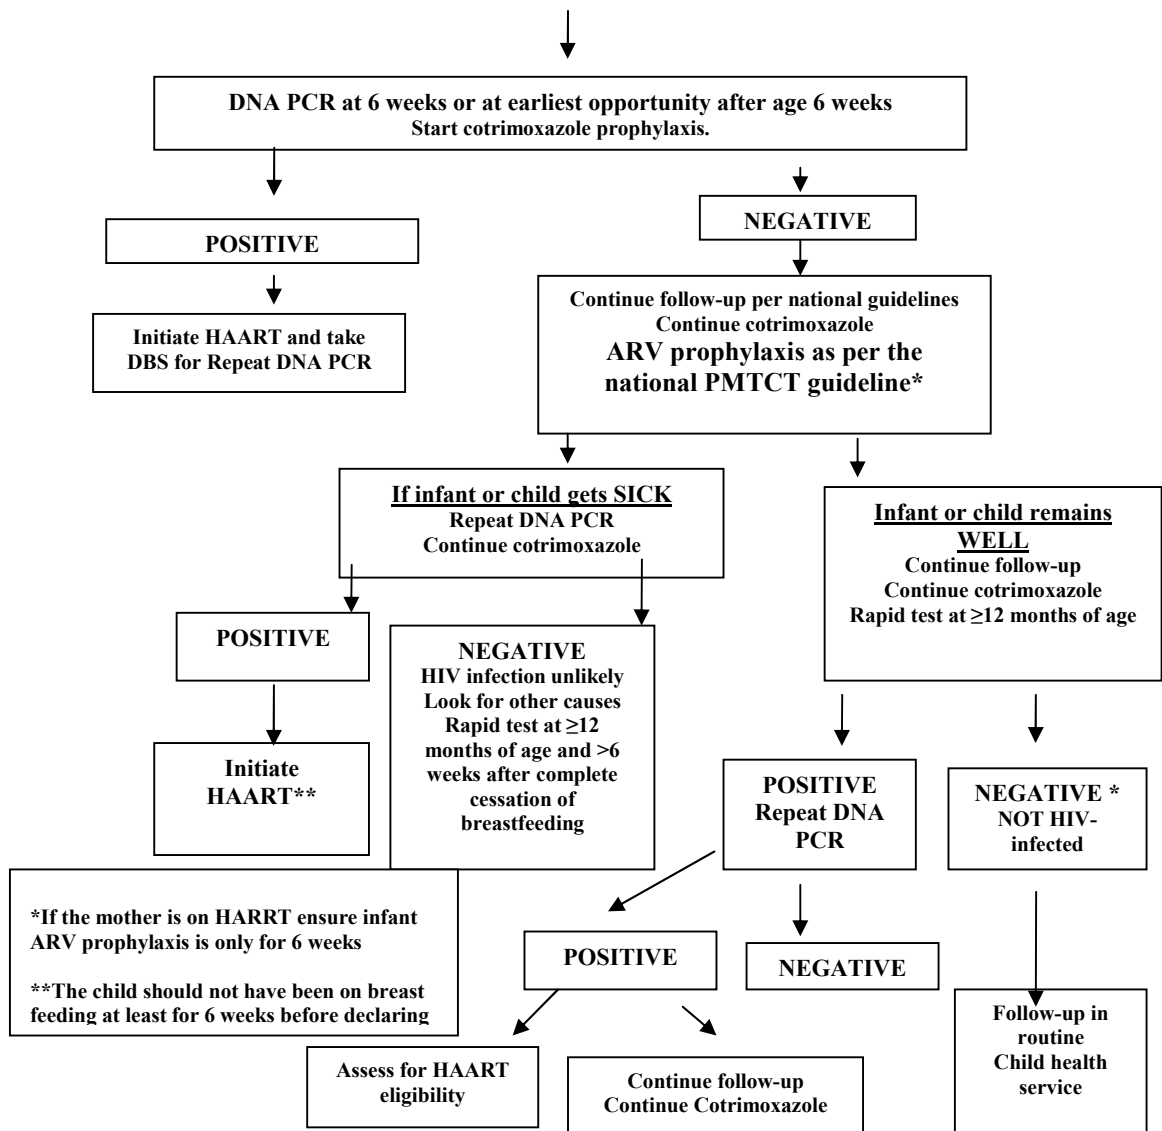 DNA PCR at 6 weeks or at earliest opportunity after age 6 weeks
Start cotrimoxazole prophylaxis.
POSITIVE
NEGATIVE
Initiate HAART and take
DBS for Repeat DNA PCR
Continue follow-up per national guidelines
Continue cotrimoxazole
ARV prophylaxis as per the
national PMTCT guideline*
If infant or child gets SICK
Repeat DNA PCR
Continue cotrimoxazole
Infant or child remains
WELL
Continue follow-up
Continue cotrimoxazole
Rapid test at ≥12 months of age
POSITIVE
NEGATIVE
HIV infection unlikely
Look for other causes
Rapid test at ≥12
months of age and >6
weeks after complete
cessation of
breastfeeding
Initiate
HAART**
POSITIVE
Repeat DNA
PCR
NEGATIVE *
NOT HIV-
infected
*If the mother is on HARRT ensure infant
ARV prophylaxis is only for 6 weeks
**The child should not have been on breast
feeding at least for 6 weeks before declaring
POSITIVE
NEGATIVE
Assess for HAART
eligibility
Continue follow-up
Continue Cotrimoxazole
Follow-up in
routine
Child health
service